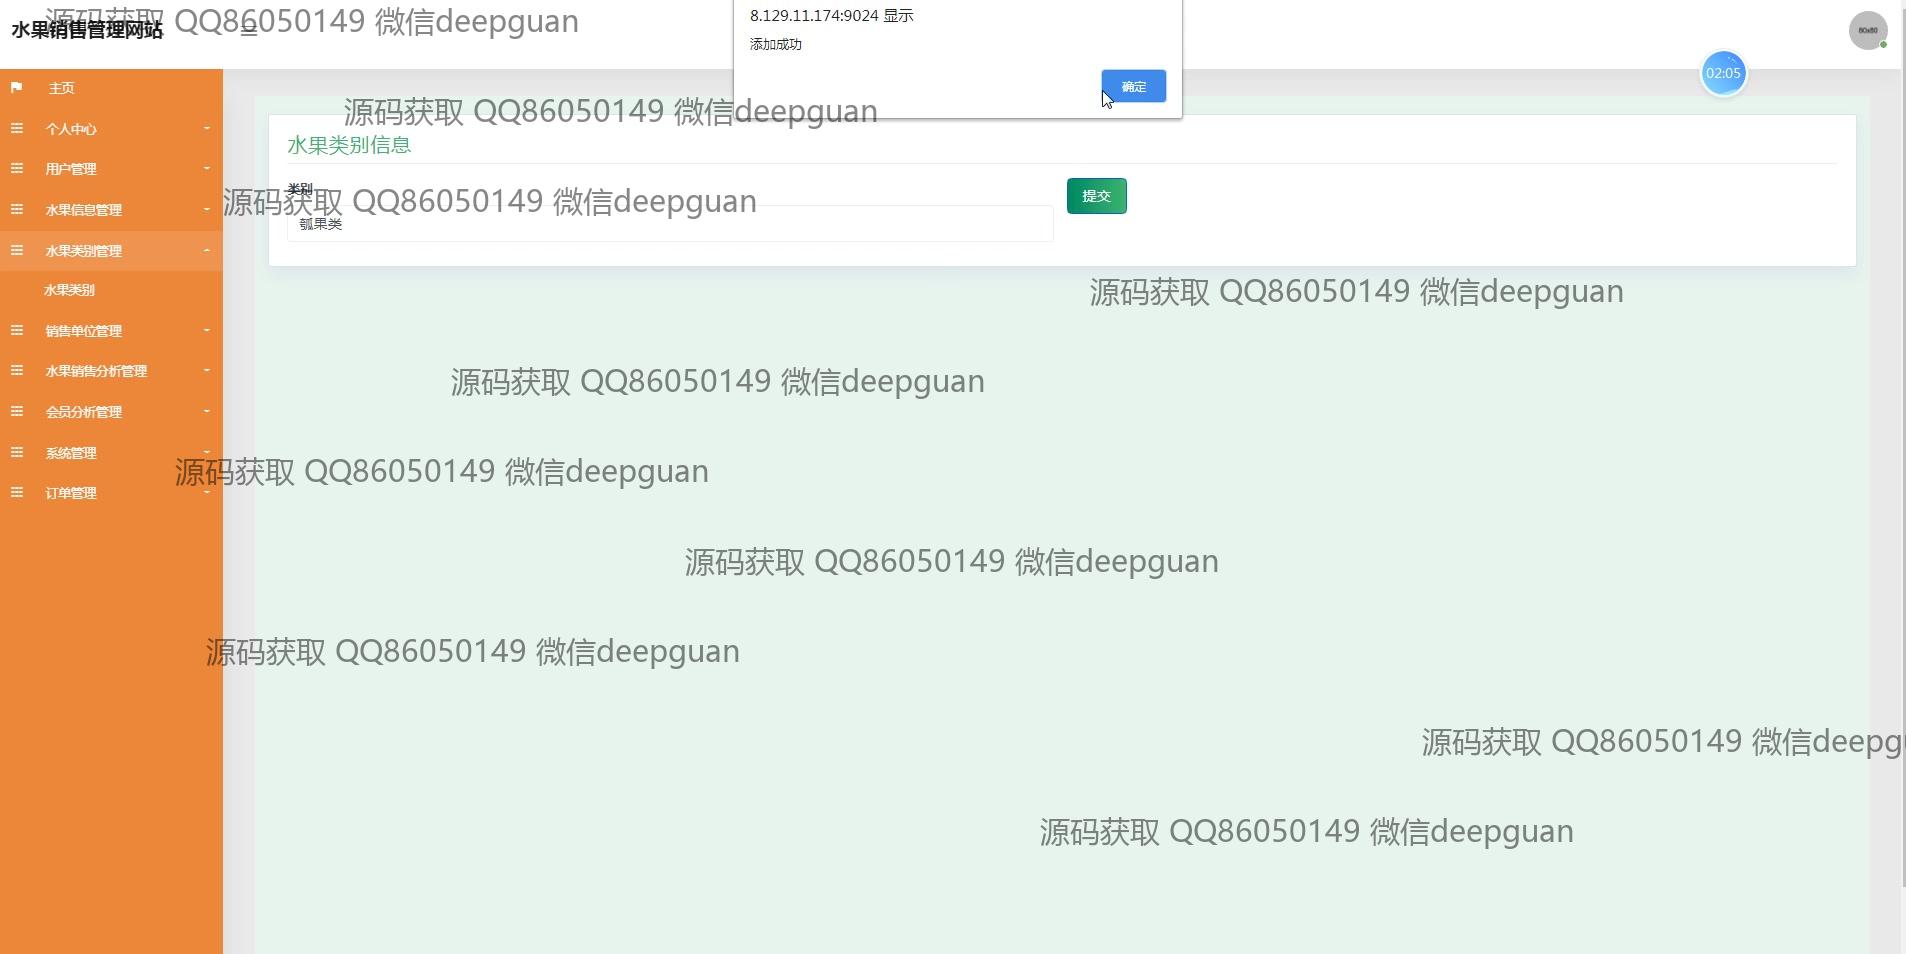 水果销售管理网站
源码获取 QQ86050149 微信deepguan
8.129.11.174:9024 显示
添加成功
确定
80x80
02:05
主页
个人中心
用户管理
水果信息管理
水果类别管理
水果类别
销售单位管理
水果销售分析管理
会员分析管理
系统管理
订单管理
源码获取 QQ86050149 微信deepguan
水果类别信息
类别
提交
源码获取 QQ86050149 微信deepguan
瓠果类
源码获取 QQ86050149 微信deepguan
源码获取 QQ86050149 微信deepguan
源码获取 QQ86050149 微信deepguan
源码获取 QQ86050149 微信deepguan
源码获取 QQ86050149 微信deepguan
源码获取 QQ86050149 微信deepg
源码获取 QQ86050149 微信deepguan